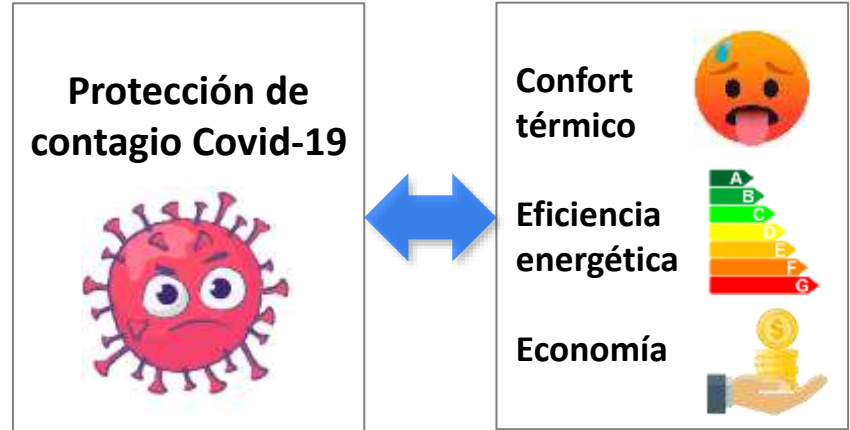 Protección de
contagio Covid-19
Confort
térmico
Eficiencia
energética
A
B
C
D
E
F
G
Economía
$